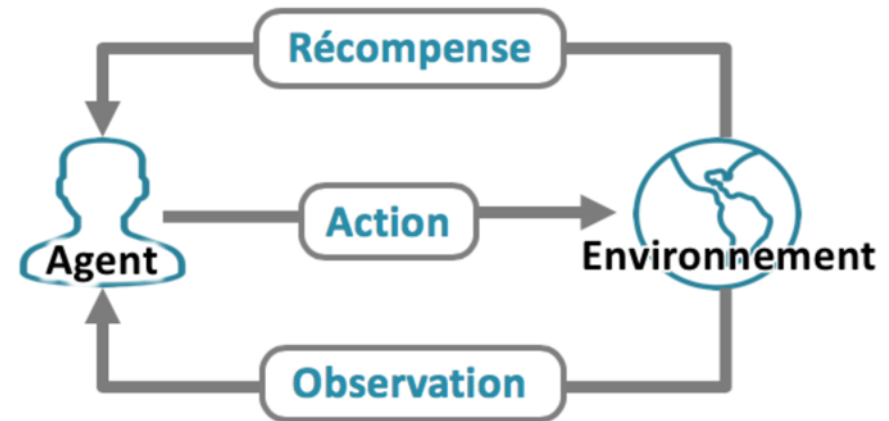 Récompense
Action
Agent
Environnement
Observation